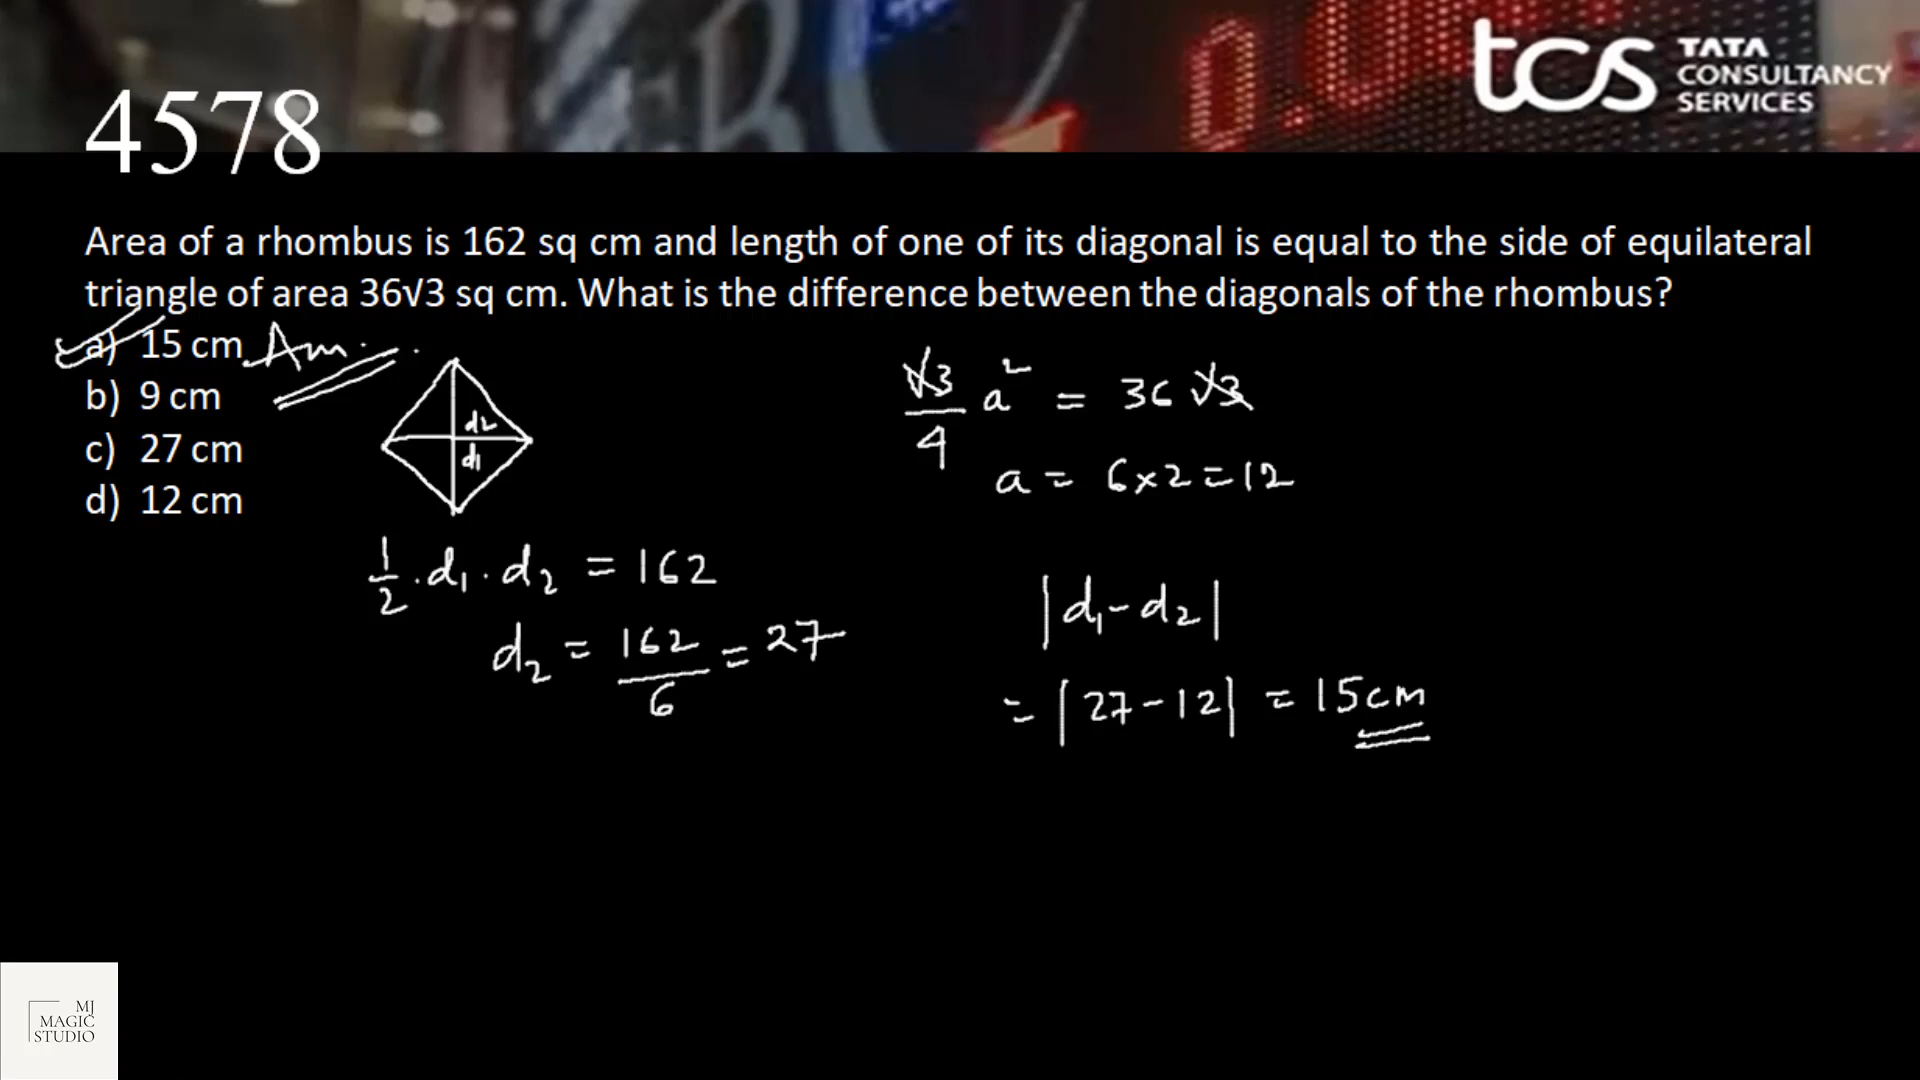 tcs TATA
CONSULTANCY
SERVICES
4578
Area of a rhombus is 162 sq cm and length of one of its diagonal is equal to the side of equilateral
triangle of area 36√3 sq cm. What is the difference between the diagonals of the rhombus?
a) 15 cm Am.
b) 9 cm
c) 27 cm
d) 12 cm
d2
d1
√3/4 a² = 36 √3
a = 6×2 = 12
1/2 . d1 . d2 = 162
d2 = 162/6 = 27
|d1 - d2|
= |27 - 12| = 15cm
MJ
MAGIC
STUDIO